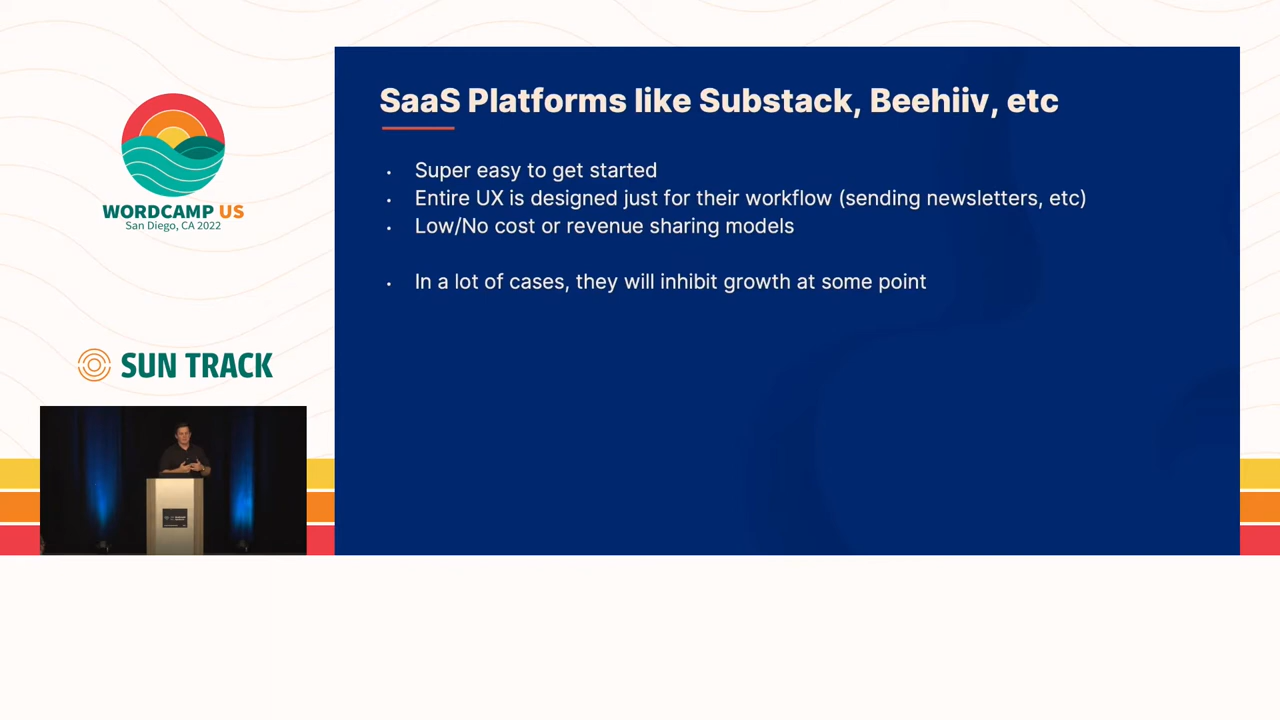 WORDCAMP US
San Diego, CA 2022
SUN TRACK
SaaS Platforms like Substack, Beehiiv, etc
• Super easy to get started
• Entire UX is designed just for their workflow (sending newsletters, etc)
• Low/No cost or revenue sharing models
• In a lot of cases, they will inhibit growth at some point